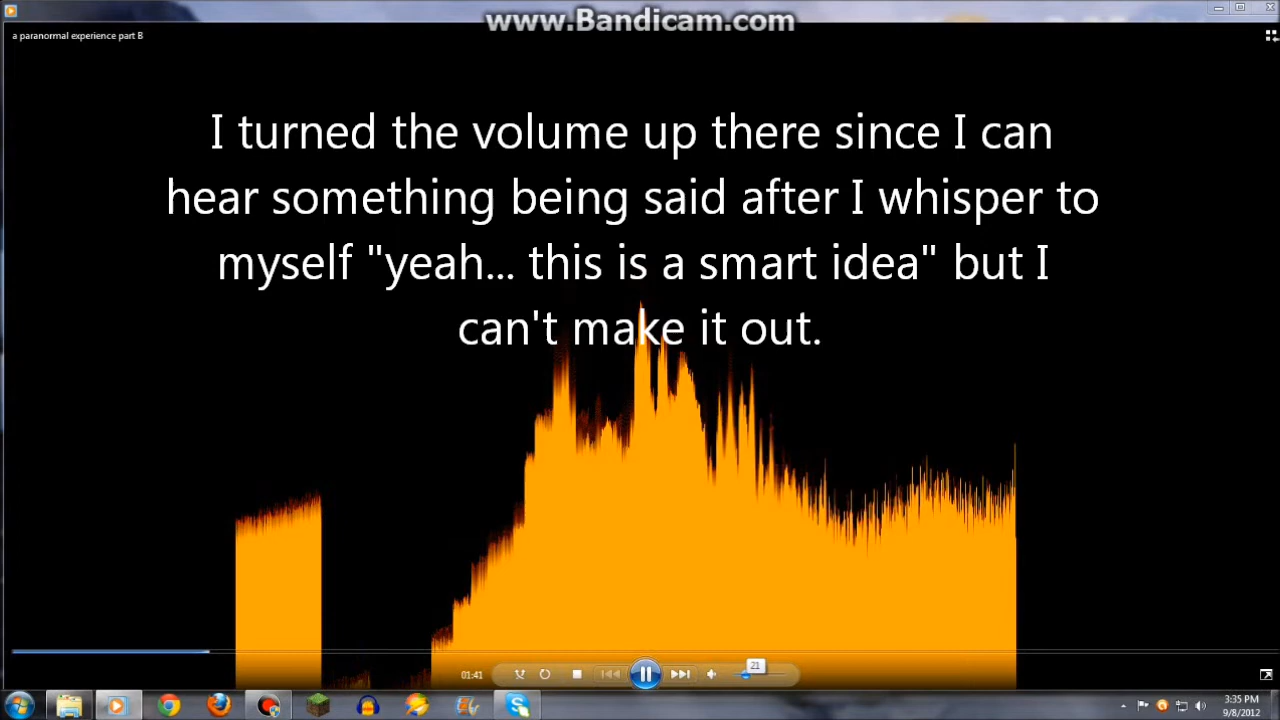 www.Bandicam.com
a paranormal experience part B
I turned the volume up there since I can
hear something being said after I whisper to
myself "yeah... this is a smart idea" but I
can't make it out.
21
01:41
3:35 PM
9/8/2012